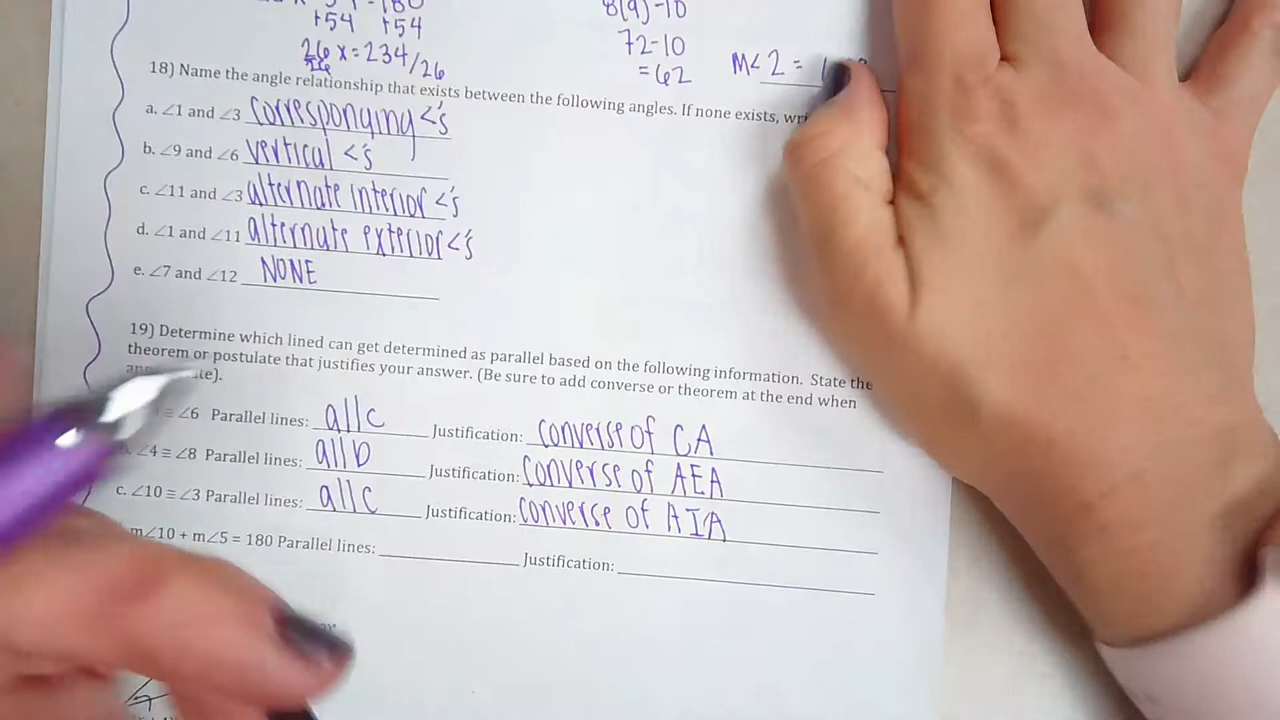 +54 +54
26x = 234/26
26
8(9)-10
72-10
= 62
m< 2 =
18) Name the angle relationship that exists between the following angles. If none exists,
a. ∠1 and ∠3 corresponging <'s
b. ∠9 and ∠6 vertical <'s
c. ∠11 and ∠3 alternate interior <'s
d. ∠1 and ∠11 alternate exterior <'s
e. ∠7 and ∠12 NONE
19) Determine which lined can get determined as parallel based on the following information. State the
theorem or postulate that justifies your answer. (Be sure to add converse or theorem at the end when
≅ ∠6 Parallel lines: a||c Justification: converse of CA
∠4 ≅ ∠8 Parallel lines: a||b Justification: converse of AEA
c. ∠10 ≅ ∠3 Parallel lines: a||c Justification: converse of AIA
m∠10 + m∠5 = 180 Parallel lines: Justification: